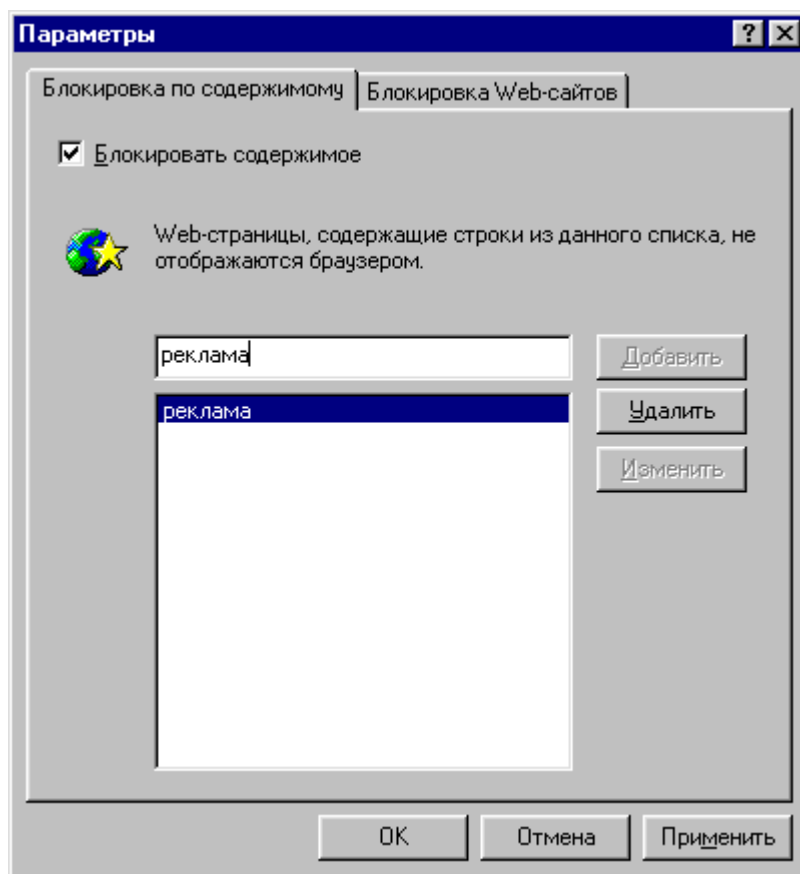 Параметры
Блокировка по содержимому
Блокировка Web-сайтов
Блокировать содержимое
Web-страницы, содержащие строки из данного списка, не
отображаются браузером.
реклама
Добавить
реклама
Удалить
Изменить
OK
Отмена
Применить